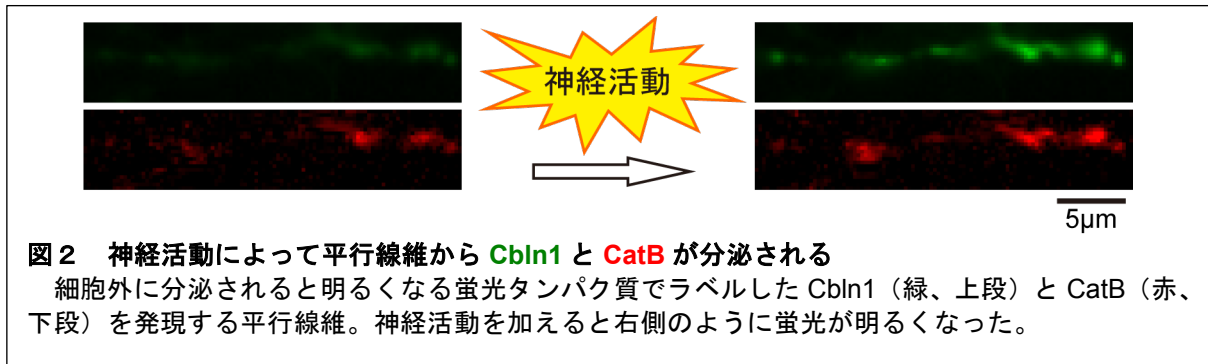 神経活動
5μm
図２　神経活動によって平行線維から Cbln1 と CatB が分泌される
　細胞外に分泌されると明るくなる蛍光タンパク質でラベルした Cbln1（緑、上段）と CatB（赤、
下段）を発現する平行線維。神経活動を加えると右側のように蛍光が明るくなった。